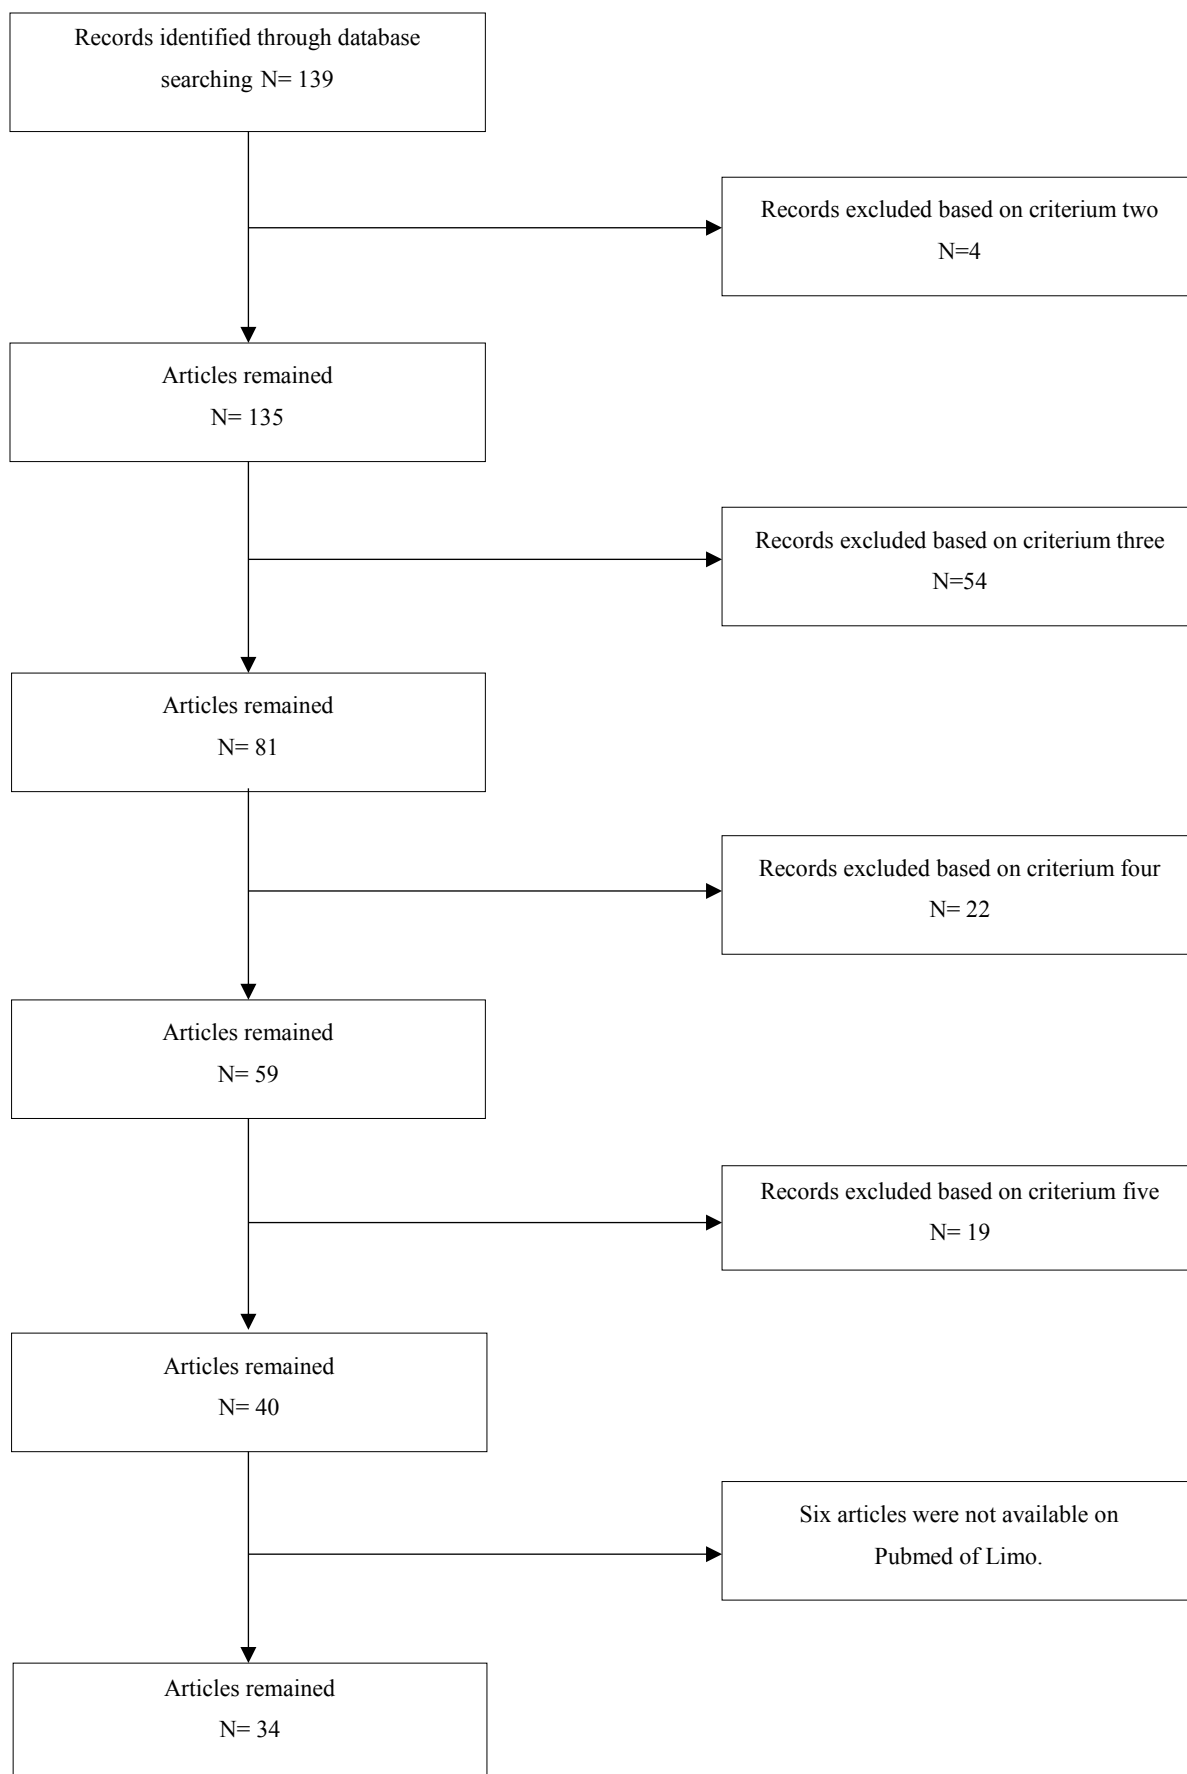 Records identified through database
searching N= 139
Records excluded based on criterium two
N=4
Articles remained
N= 135
Records excluded based on criterium three
N=54
Articles remained
N= 81
Records excluded based on criterium four
N= 22
Articles remained
N= 59
Records excluded based on criterium five
N= 19
Articles remained
N= 40
Six articles were not available on
Pubmed of Limo.
Articles remained
N= 34